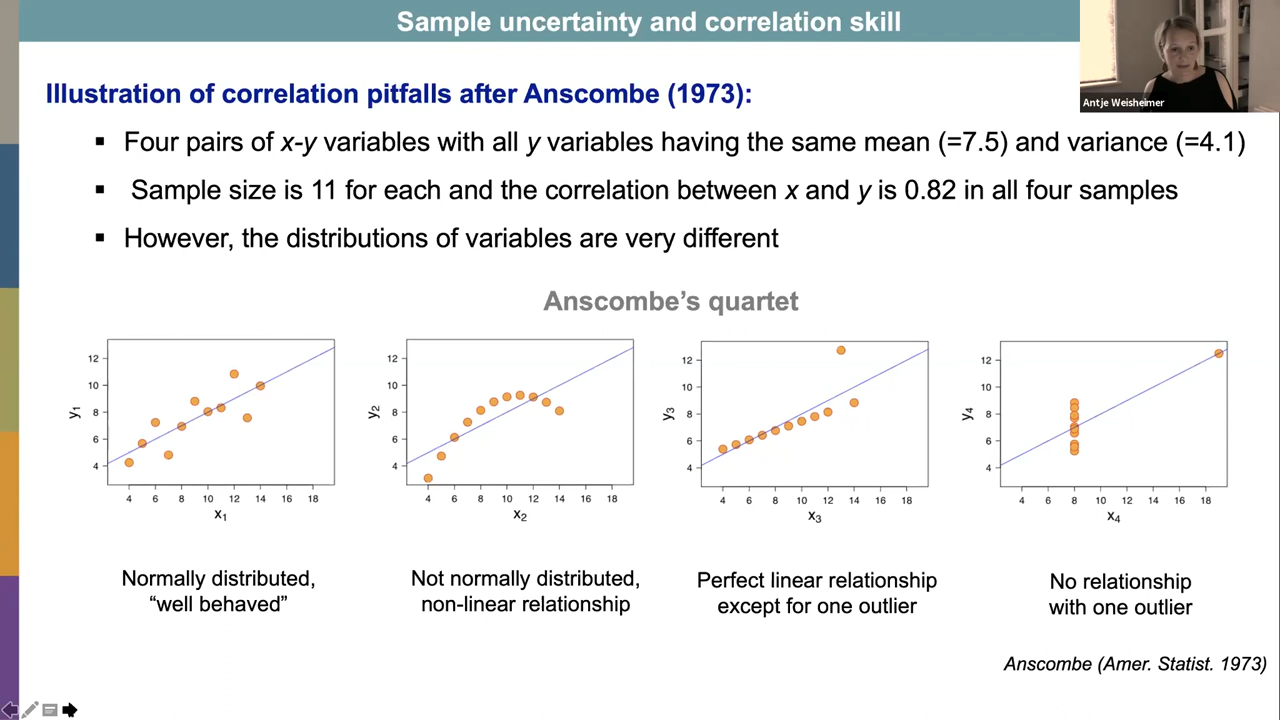 Sample uncertainty and correlation skill
Antje Weisheimer
Illustration of correlation pitfalls after Anscombe (1973):
▪ Four pairs of x-y variables with all y variables having the same mean (=7.5) and variance (=4.1)
▪ Sample size is 11 for each and the correlation between x and y is 0.82 in all four samples
▪ However, the distributions of variables are very different
Anscombe's quartet
12
10
8
6
4
y1
4 6 8 10 12 14 16 18
x1
12
10
8
6
4
y2
4 6 8 10 12 14 16 18
x2
12
10
8
6
4
y3
4 6 8 10 12 14 16 18
x3
12
10
8
6
4
y4
4 6 8 10 12 14 16 18
x4
Normally distributed,
“well behaved”
Not normally distributed,
non-linear relationship
Perfect linear relationship
except for one outlier
No relationship
with one outlier
Anscombe (Amer. Statist. 1973)